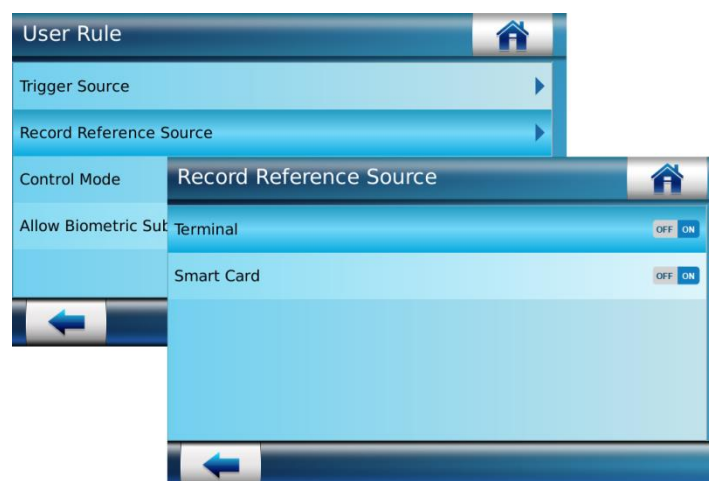 User Rule
Trigger Source
Record Reference Source
Control Mode
Allow Biometric Sub
Record Reference Source
Terminal
OFF ON
Smart Card
OFF ON